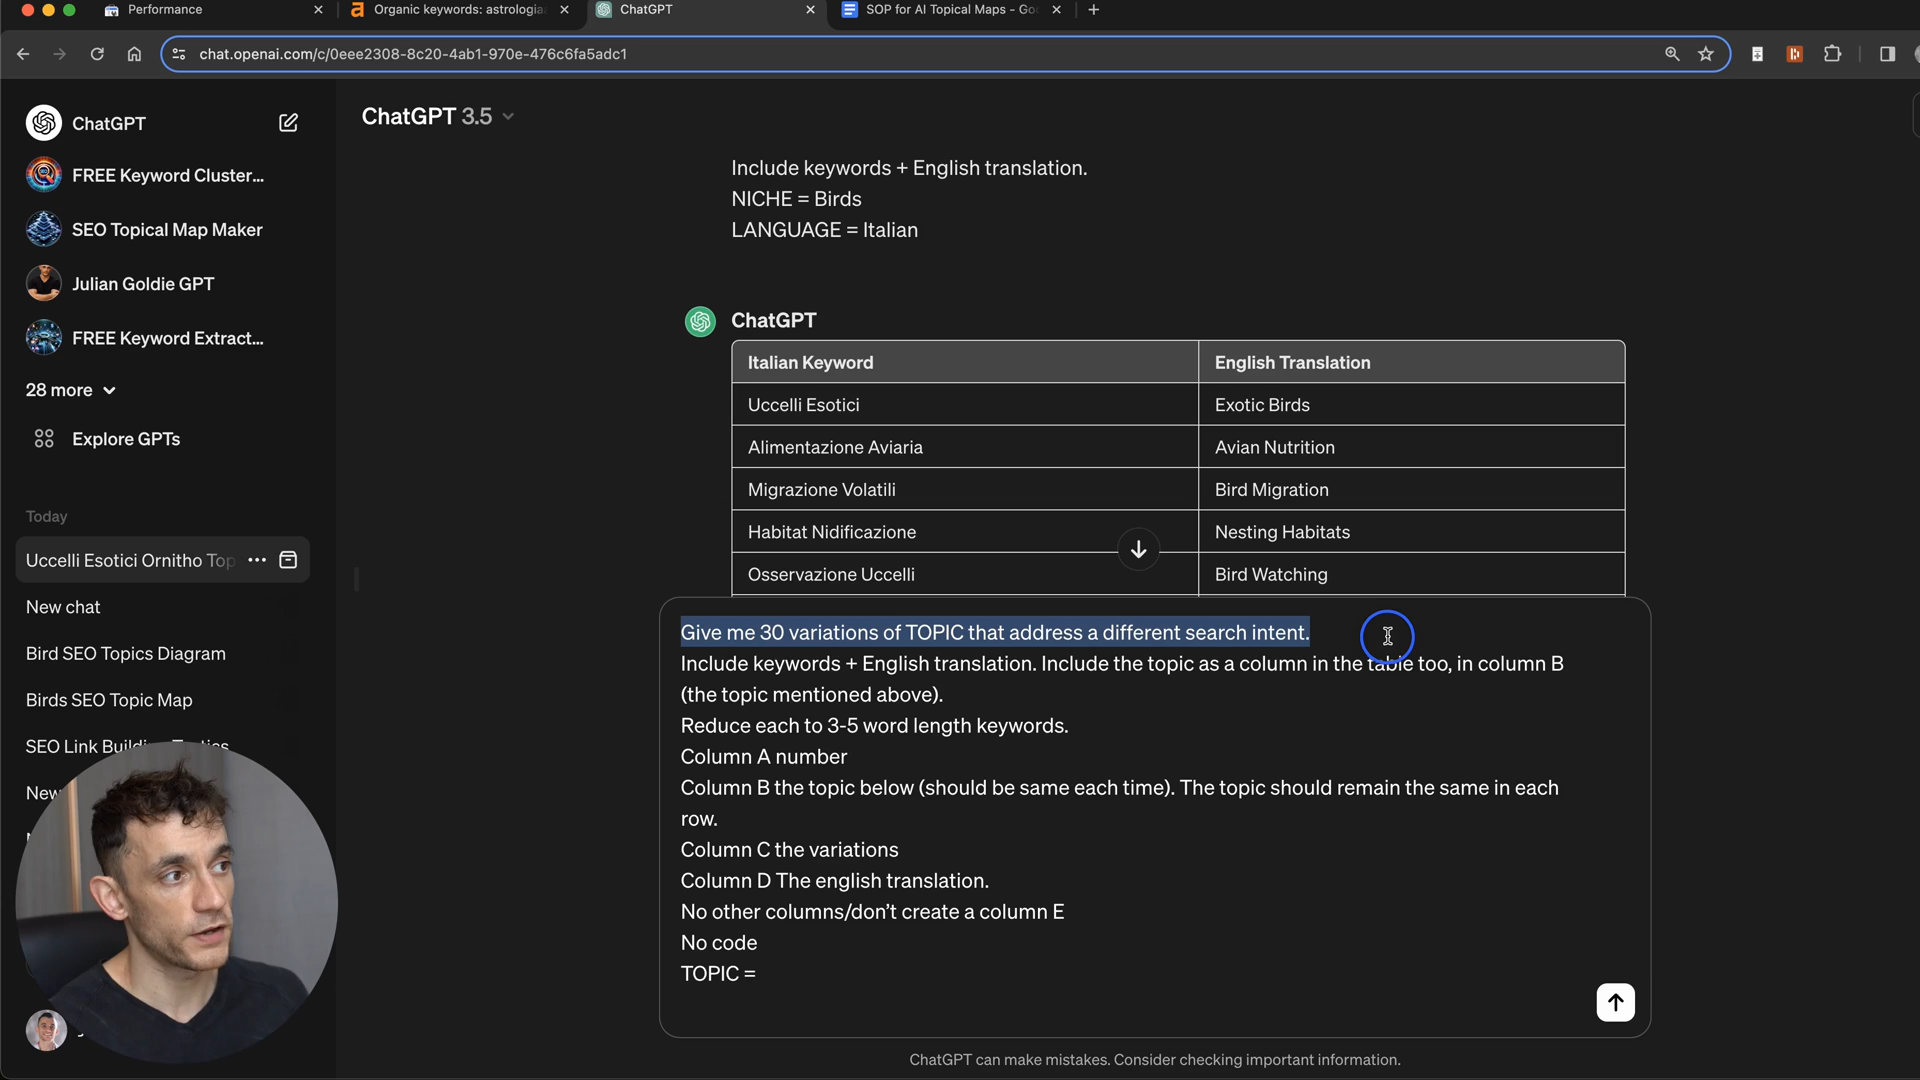 Performance
Organic keywords: astrologia
ChatGPT
SOP for AI Topical Maps - Go
chat.openai.com/c/0eee2308-8c20-4ab1-970e-476c6fa5adc1
ChatGPT
FREE Keyword Cluster...
SEO Topical Map Maker
Julian Goldie GPT
FREE Keyword Extract...
28 more
Explore GPTs
Today
Uccelli Esotici Ornitho Top
New chat
Bird SEO Topics Diagram
Birds SEO Topic Map
SEO Link Building Tactics
New
ChatGPT 3.5
Include keywords + English translation.
NICHE = Birds
LANGUAGE = Italian
ChatGPT
Italian Keyword English Translation
Uccelli Esotici Exotic Birds
Alimentazione Aviaria Avian Nutrition
Migrazione Volatili Bird Migration
Habitat Nidificazione Nesting Habitats
Osservazione Uccelli Bird Watching
Give me 30 variations of TOPIC that address a different search intent.
Include keywords + English translation. Include the topic as a column in the table too, in column B
(the topic mentioned above).
Reduce each to 3-5 word length keywords.
Column A number
Column B the topic below (should be same each time). The topic should remain the same in each
row.
Column C the variations
Column D The english translation.
No other columns/don’t create a column E
No code
TOPIC =
ChatGPT can make mistakes. Consider checking important information.